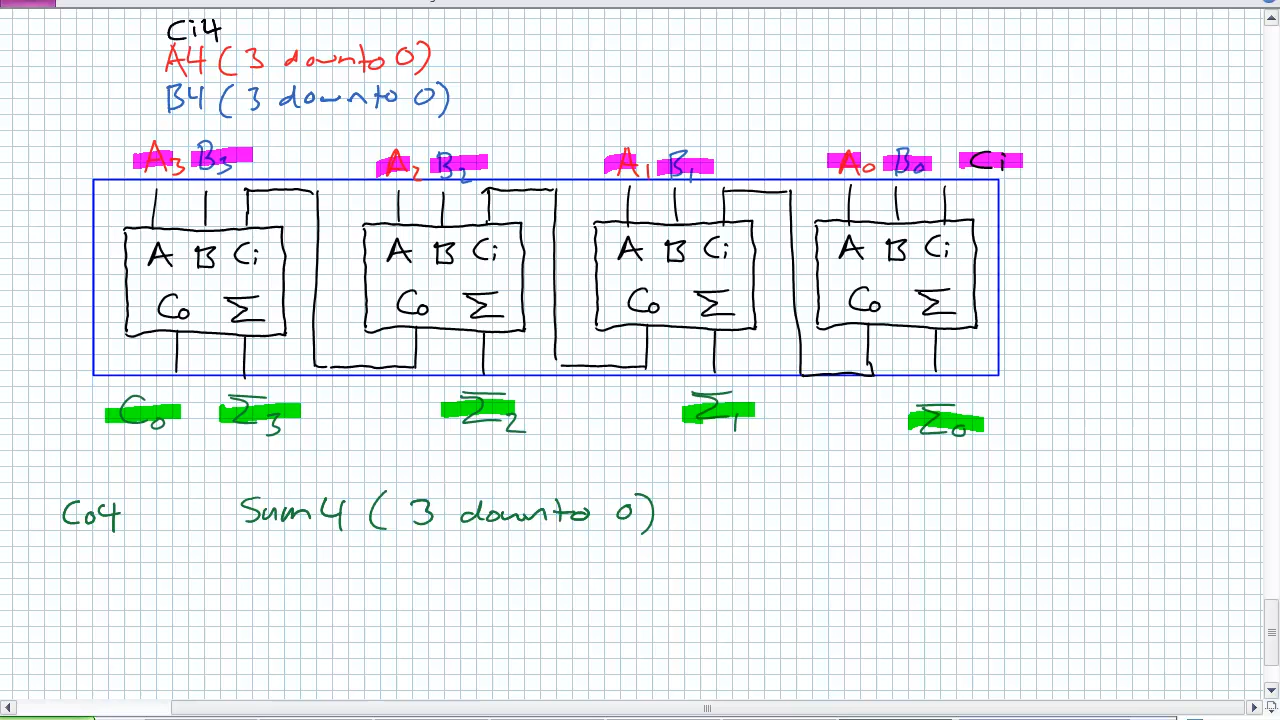 Ci4
A4 ( 3 downto 0)
B4 ( 3 downto 0)
A3 B3 A2 B2 A1 B1 A0 B0 Ci
A B Ci A B Ci A B Ci A B Ci
Co Σ Co Σ Co Σ Co Σ
Co Σ3 Σ2 Σ1 Σ0
Co4 Sum4 ( 3 downto 0)